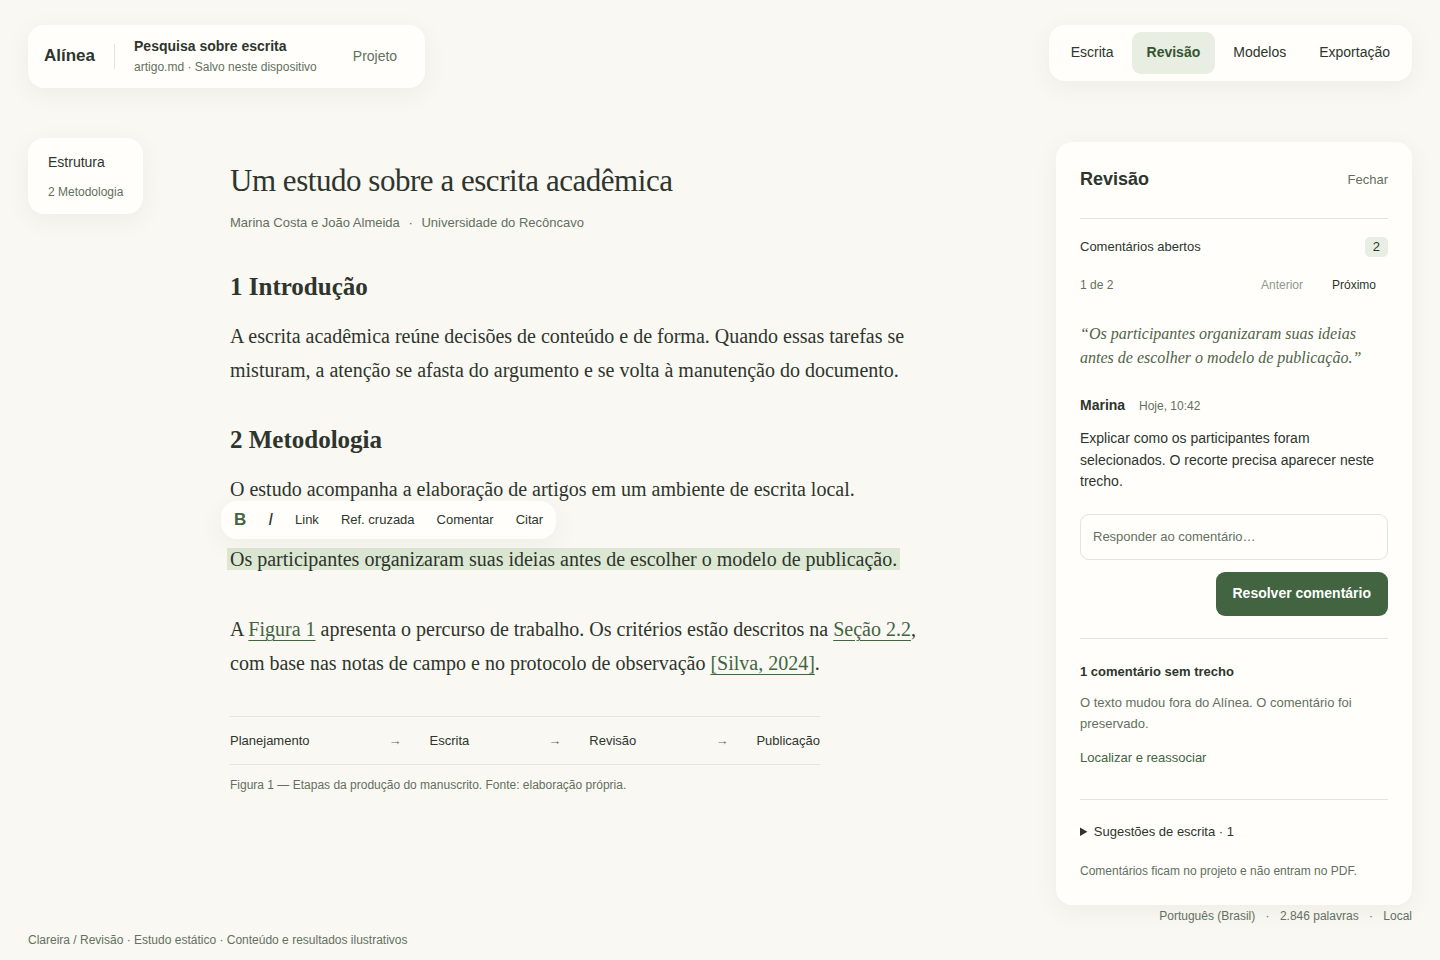 Alínea
Pesquisa sobre escrita
artigo.md · Salvo neste dispositivo
Projeto
Escrita
Revisão
Modelos
Exportação
Estrutura
2 Metodologia
Um estudo sobre a escrita acadêmica
Marina Costa e João Almeida · Universidade do Recôncavo
1 Introdução
A escrita acadêmica reúne decisões de conteúdo e de forma. Quando essas tarefas se
misturam, a atenção se afasta do argumento e se volta à manutenção do documento.
2 Metodologia
O estudo acompanha a elaboração de artigos em um ambiente de escrita local.
B I Link Ref. cruzada Comentar Citar
Os participantes organizaram suas ideias antes de escolher o modelo de publicação.
A Figura 1 apresenta o percurso de trabalho. Os critérios estão descritos na Seção 2.2,
com base nas notas de campo e no protocolo de observação [Silva, 2024].
Planejamento → Escrita → Revisão → Publicação
Figura 1 — Etapas da produção do manuscrito. Fonte: elaboração própria.
Revisão
Fechar
Comentários abertos
2
1 de 2
Anterior
Próximo
“Os participantes organizaram suas ideias
antes de escolher o modelo de publicação.”
Marina Hoje, 10:42
Explicar como os participantes foram
selecionados. O recorte precisa aparecer neste
trecho.
Responder ao comentário…
Resolver comentário
1 comentário sem trecho
O texto mudou fora do Alínea. O comentário foi
preservado.
Localizar e reassociar
▶ Sugestões de escrita · 1
Comentários ficam no projeto e não entram no PDF.
Português (Brasil) · 2.846 palavras · Local
Clareira / Revisão · Estudo estático · Conteúdo e resultados ilustrativos